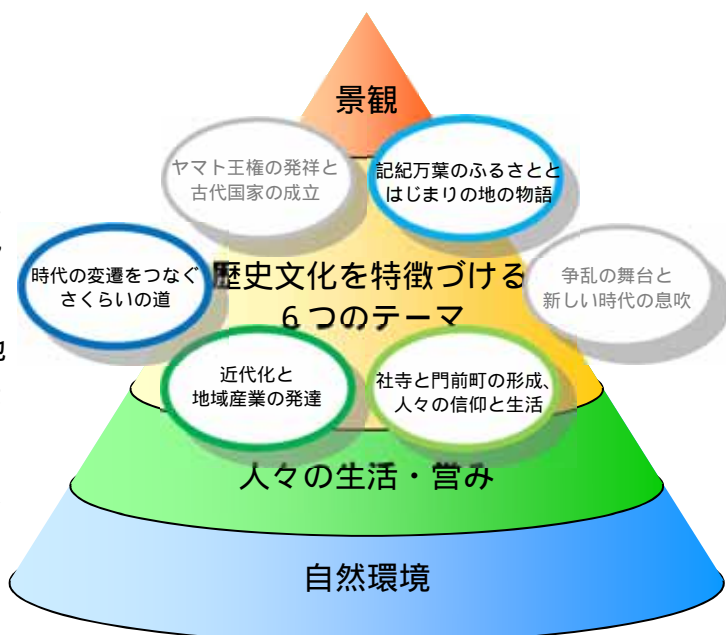 景観
ヤマト王権の発祥と
古代国家の成立
記紀万葉のふるさとと
はじまりの地の物語
時代の変遷をつなぐ
さくらいの道
歴史文化を特徴づける
６つのテーマ
争乱の舞台と
新しい時代の息吹
近代化と
地域産業の発達
社寺と門前町の形成、
人々の信仰と生活
人々の生活・営み
自然環境